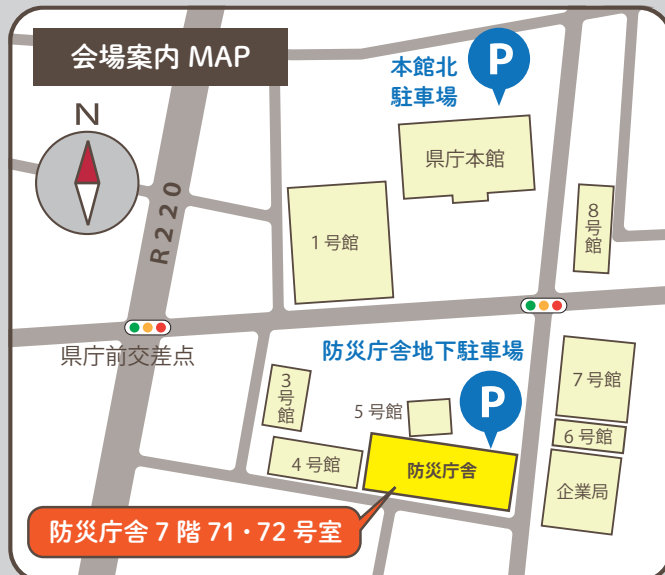 会場案内 MAP
N
R220
本館北
駐車場
P
県庁本館
1号館
8号館
県庁前交差点
防災庁舎地下駐車場
P
3号館
5号館
7号館
6号館
4号館
防災庁舎
企業局
防災庁舎 7 階 71・72 号室